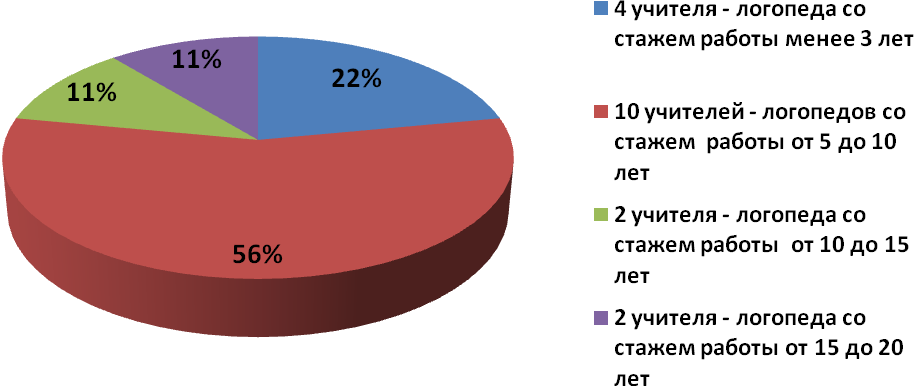 22%
11%
11%
56%
4 учителя - логопеда со
стажем работы менее 3 лет
10 учителей - логопедов со
стажем работы от 5 до 10
лет
2 учителя - логопеда со
стажем работы от 10 до 15
лет
2 учителя - логопеда со
стажем работы от 15 до 20
лет